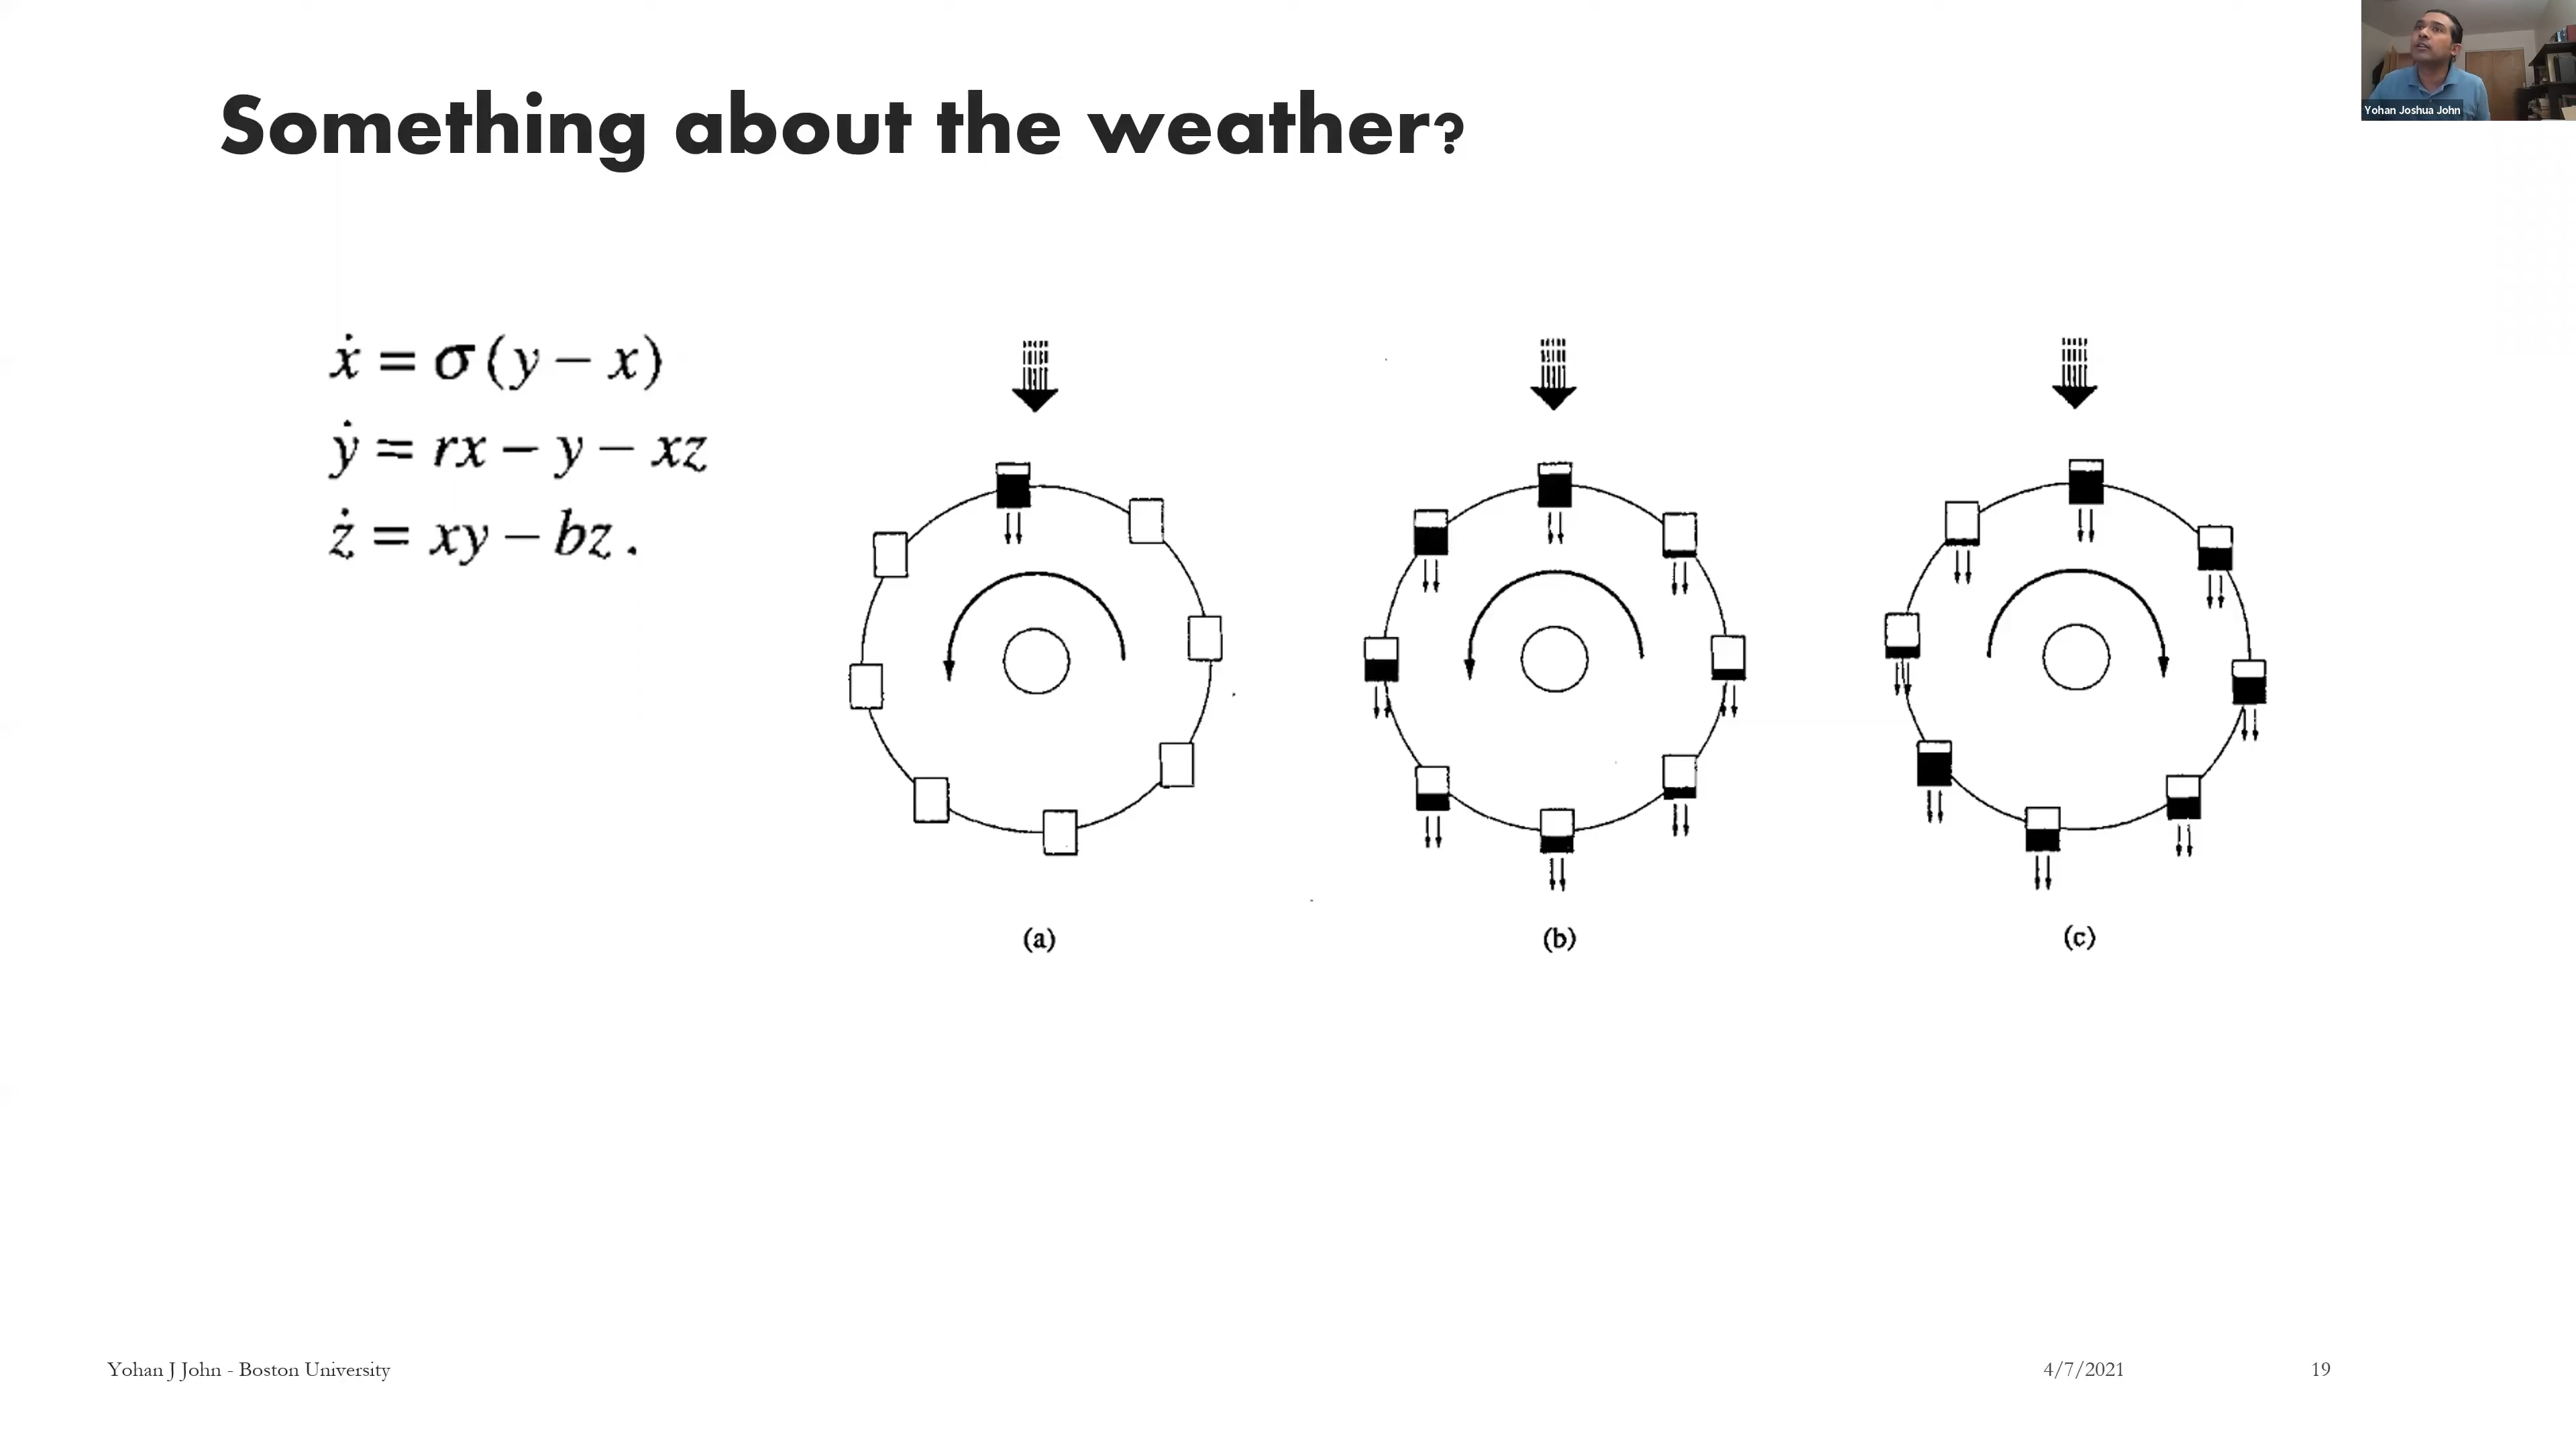 Something about the weather?
Yohan Joshua John
ẋ = σ(y − x)
ẏ = rx − y − xz
ż = xy − bz.
(a)
(b)
(c)
Yohan J John - Boston University
4/7/2021
19